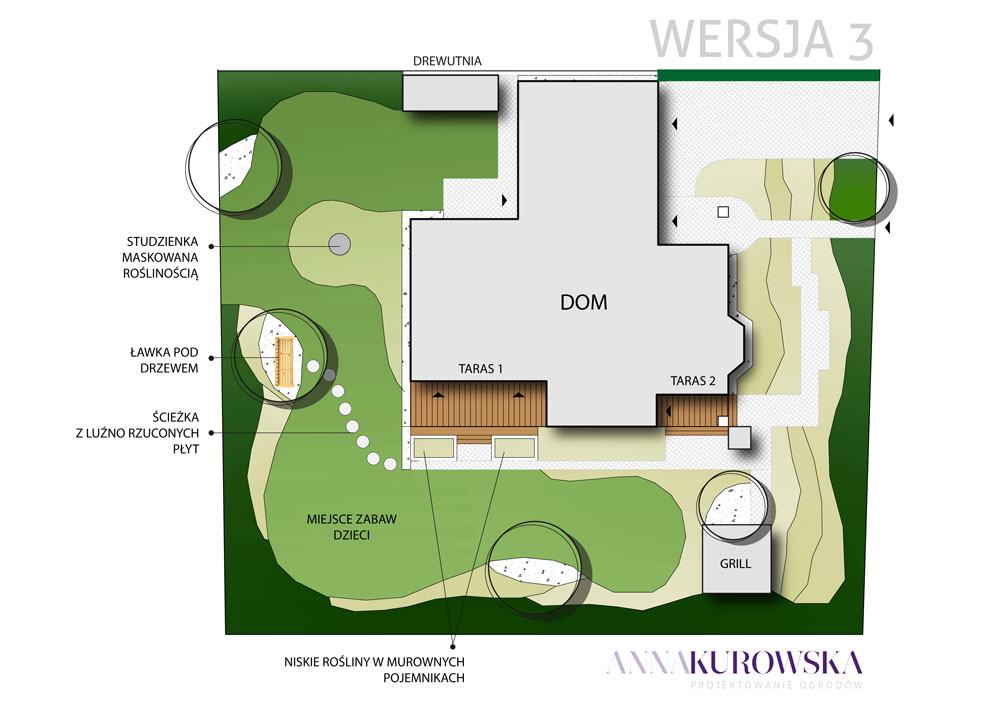 WERSJA 3
DREWUTNIA
STUDZIENKA
MASKOWANA
ROŚLINOŚCIĄ
DOM
ŁAWKA POD
DRZEWEM
TARAS 1
TARAS 2
ŚCIEŻKA
Z LUŹNO RZUCONYCH
PŁYT
MIEJSCE ZABAW
DZIECI
GRILL
NISKIE ROŚLINY W MUROWNYCH
POJEMNIKACH
ANNAKUROWSKA
PROJEKTOWANIE OGRODÓW